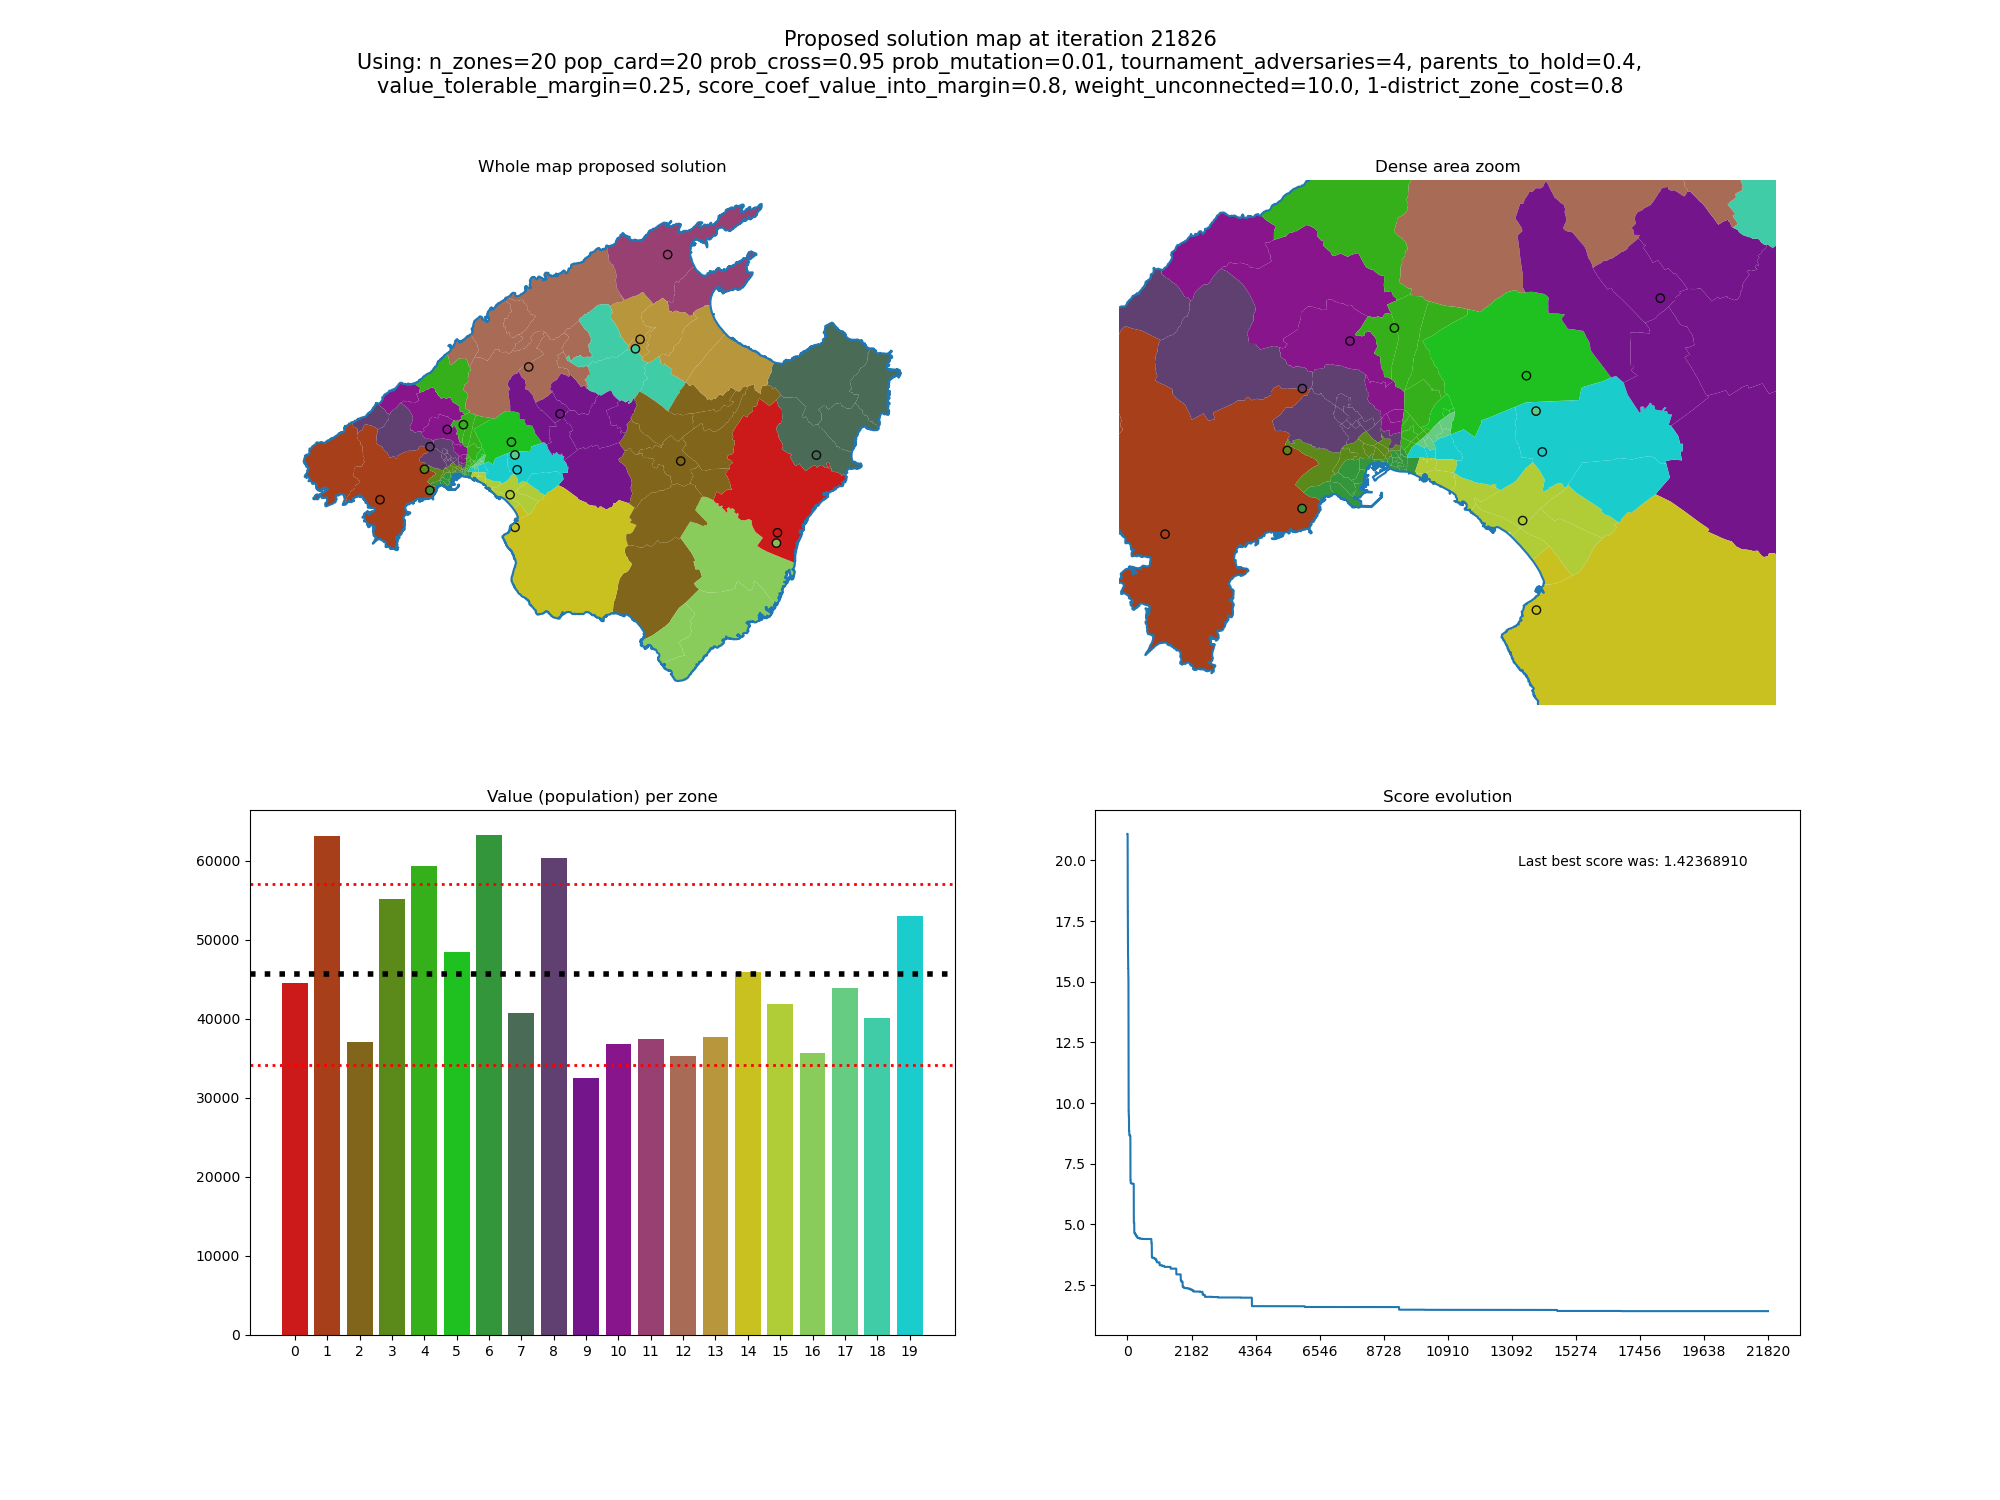 Proposed solution map at iteration 21826
Using: n_zones=20 pop_card=20 prob_cross=0.95 prob_mutation=0.01, tournament_adversaries=4, parents_to_hold=0.4,
value_tolerable_margin=0.25, score_coef_value_into_margin=0.8, weight_unconnected=10.0, 1-district_zone_cost=0.8
Whole map proposed solution
Dense area zoom
Value (population) per zone
60000
50000
40000
30000
20000
10000
0
0 1 2 3 4 5 6 7 8 9 10 11 12 13 14 15 16 17 18 19
Score evolution
Last best score was: 1.42368910
20.0
17.5
15.0
12.5
10.0
7.5
5.0
2.5
0 2182 4364 6546 8728 10910 13092 15274 17456 19638 21820